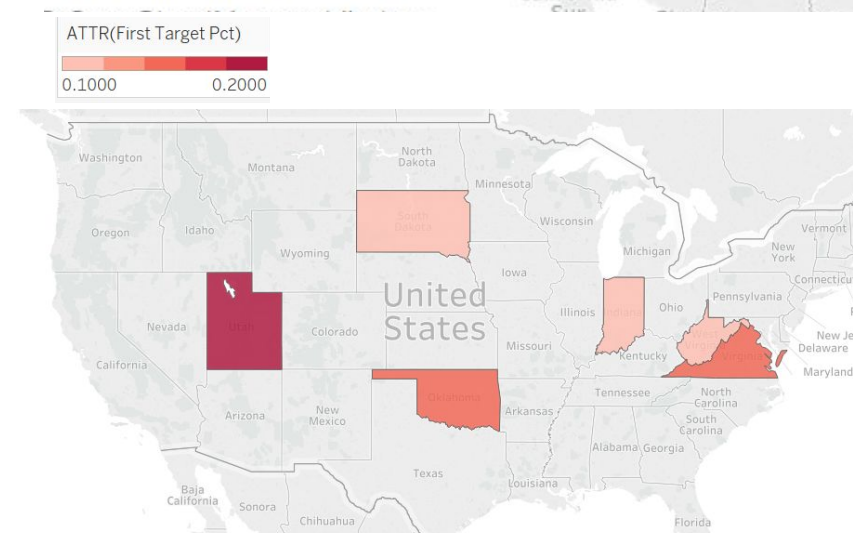 ATTR(First Target Pct)
0.1000 0.2000
Washington
Montana
North
Dakota
Minnesota
Oregon
Idaho
South
Dakota
Wisconsin
Michigan
Vermont
New
York
Wyoming
Iowa
Connecticu
Pennsylvania
United
States
Nevada
Utah
Colorado
Illinois
Indiana
Ohio
New Je
Delaware
Maryland
Missouri
Kentucky
West
Virginia
Virginia
California
Oklahoma
Arkansas
Tennessee
North
Carolina
Arizona
New
Mexico
South
Carolina
Alabama
Georgia
Texas
Louisiana
Baja
California
Sonora
Chihuahua
Florida